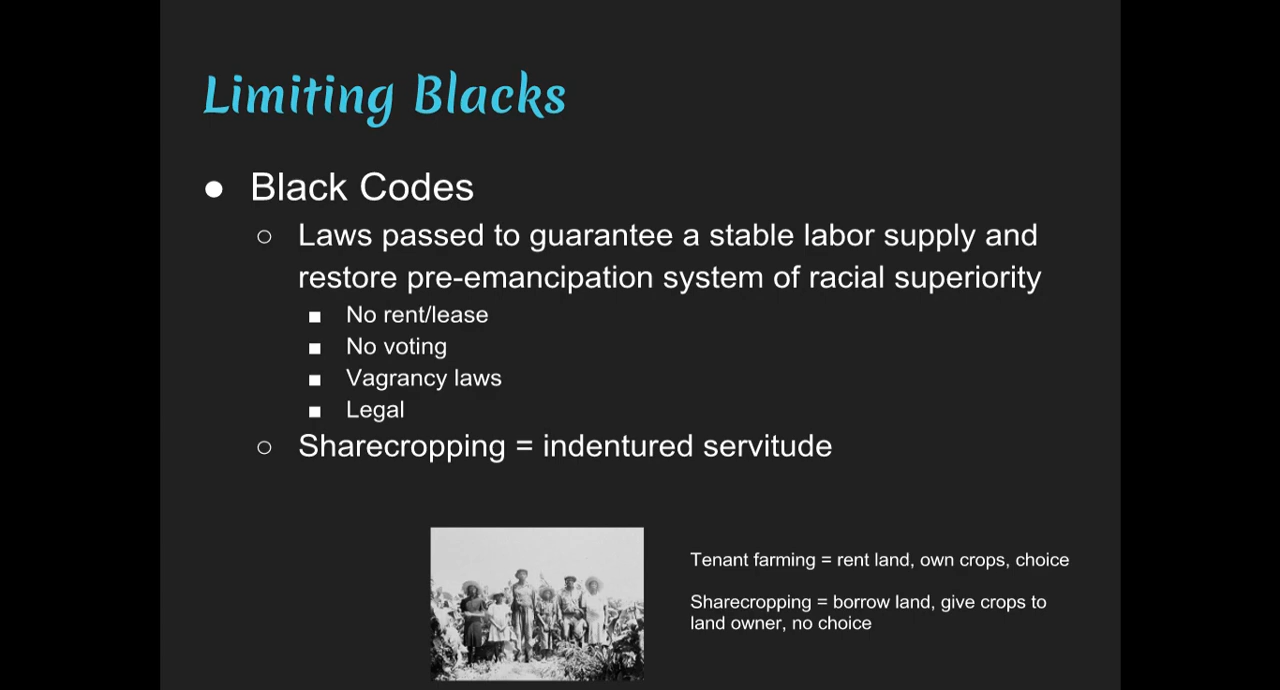 Limiting Blacks
● Black Codes
○ Laws passed to guarantee a stable labor supply and
restore pre-emancipation system of racial superiority
■ No rent/lease
■ No voting
■ Vagrancy laws
■ Legal
○ Sharecropping = indentured servitude
Tenant farming = rent land, own crops, choice
Sharecropping = borrow land, give crops to
land owner, no choice